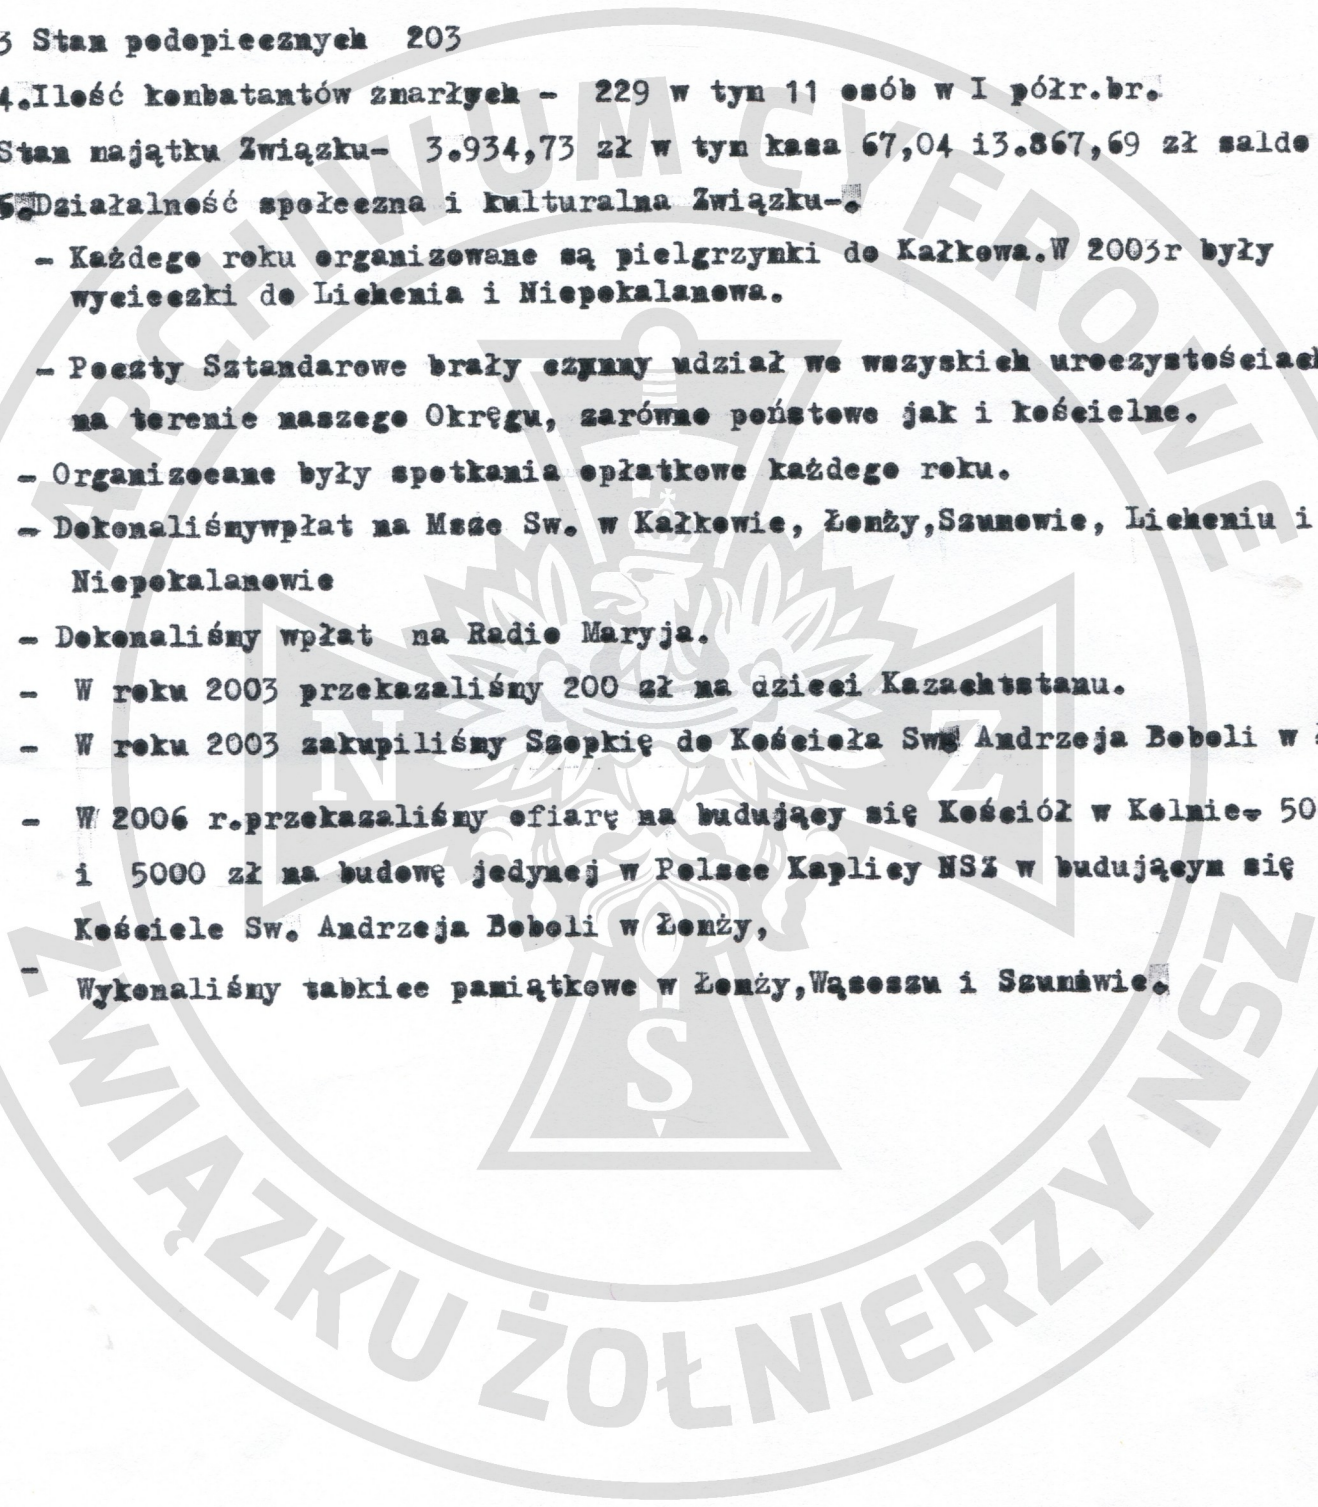 3 Stan podopiecznych 203
4.Ilość kombatantów zmarłych - 229 w tym 11 osób w I półr.br.
Stan majątku Związku- 3.934,73 zł w tym kasa 67,04 i3.867,69 zł saldo
5.Działalność społeczna i kulturalna Związku-.
- Każdego roku organizowane są pielgrzymki do Kałkowa.W 2003r były
wycieczki do Lichenia i Niepokalanowa.
- Poczty Sztandarowe brały czynny udział we wszyskich uroczystościach
na terenie naszego Okręgu, zarówno poństowe jak i kościelne.
- Organizoeane były spotkania opłatkowe każdego roku.
- Dokonaliśmywpłat na Msze Sw. w Kałkowie, Łomży,Szumowie, Licheniu i
Niepokalanowie
- Dokonaliśmy wpłat na Radio Maryja.
- W roku 2003 przekazaliśmy 200 zł na dzieci Kazachtstanu.
- W roku 2003 zakupiliśmy Szopkię do Kościoła Sw. Andrzeja Boboli w
- W 2006 r.przekazaliśmy ofiarę na budujący się Kościół w Kolnie- 50
i 5000 zł na budowę jedynej w Polsce Kaplicy NSZ w budującym się
Kościele Sw. Andrzeja Boboli w Łomży,
- Wykonaliśmy tabkice pamiątkowe w Łomży,Wąsoszu i Szumiwie.
ARCHIWUM CYFROWE
ZWIĄZKU ŻOŁNIERZY NSZ
N Z
S